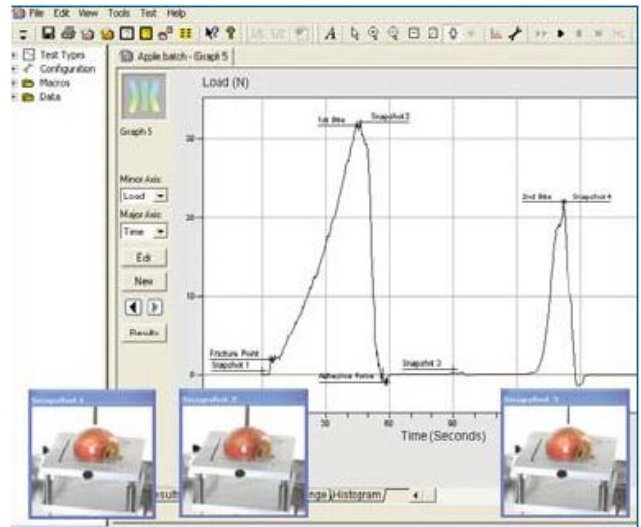 File Edit View Tools Test Help
Test Types
Configuration
Macros
Data
Apple.batch - Graph 5
Load (N)
Graph 5
Minor Axis:
Load
Major Axis:
Time
Edit
New
Results
30
20
10
0
1st Bite
Snapshot 2
2nd Bite
Snapshot 4
Fracture Point
Snapshot 1
Adhesive Force
Snapshot 3
30
Time (Seconds)
Snapshot 1
Snapshot 2
Snapshot 3
Histogram